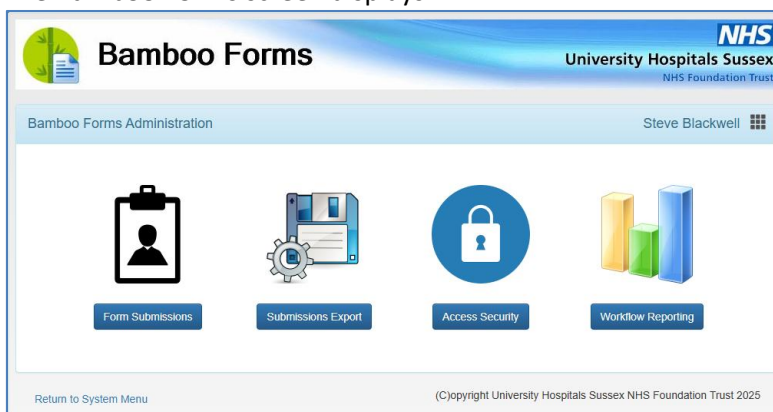 Bamboo Forms
NHS
University Hospitals Sussex
NHS Foundation Trust
Bamboo Forms Administration
Steve Blackwell
Form Submissions
Submissions Export
Access Security
Workflow Reporting
Return to System Menu
(C)opyright University Hospitals Sussex NHS Foundation Trust 2025